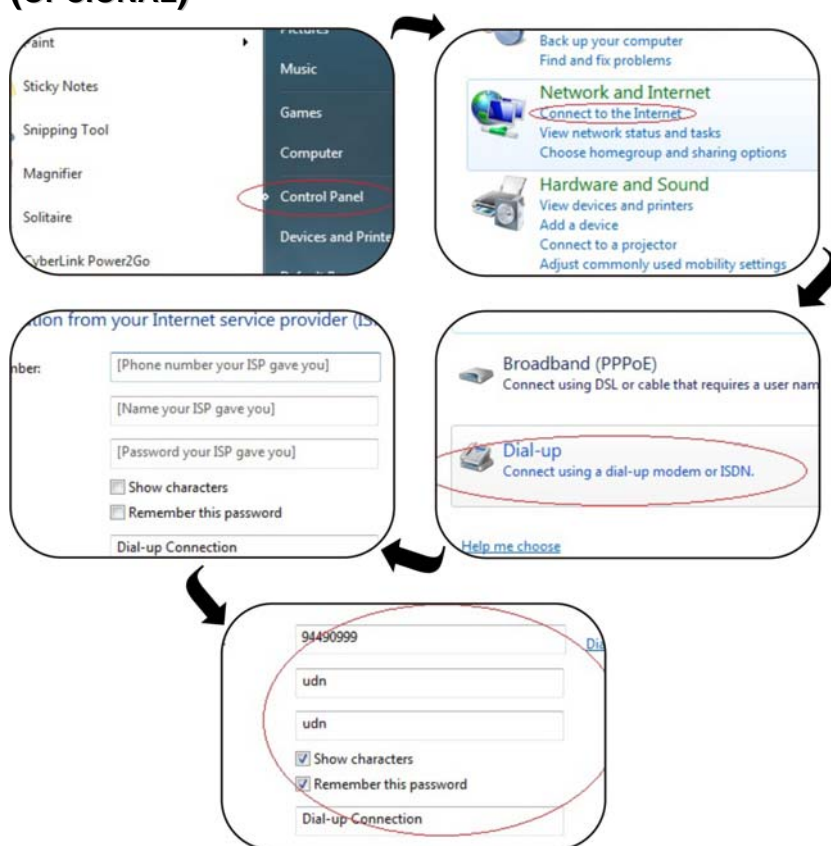 (OPCIONAL)
Paint
Sticky Notes
Snipping Tool
Magnifier
Solitaire
CyberLink Power2Go
Pictures
Music
Games
Computer
Control Panel
Devices and Printe
Back up your computer
Find and fix problems
Network and Internet
Connect to the Internet
View network status and tasks
Choose homegroup and sharing options
Hardware and Sound
View devices and printers
Add a device
Connect to a projector
Adjust commonly used mobility settings
Broadband (PPPoE)
Connect using DSL or cable that requires a user nam
Dial-up
Connect using a dial-up modem or ISDN.
Help me choose
tion from your Internet service provider (IS
nber:
[Phone number your ISP gave you]
[Name your ISP gave you]
[Password your ISP gave you]
Show characters
Remember this password
Dial-up Connection
94490999
Dia
udn
udn
Show characters
Remember this password
Dial-up Connection